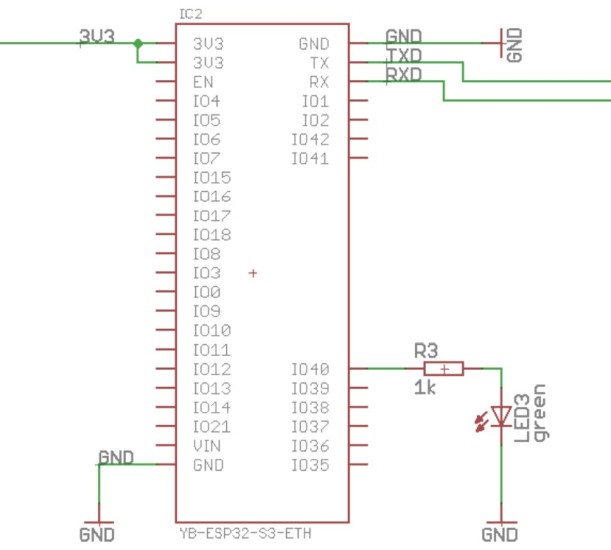 IC2
3V3
3V3 GND
GND
GND
3V3 TX
TXD
EN RX
RXD
IO4 IO1
IO5 IO2
IO6 IO42
IO7 IO41
IO15
IO16
IO17
IO18
IO8
IO3
IO0
IO9
IO10
IO11
IO12 IO40
R3
1k
IO13 IO39
IO14 IO38
IO21 IO37
LED3
green
VIN IO36
GND
GND IO35
GND
YB-ESP32-S3-ETH
GND